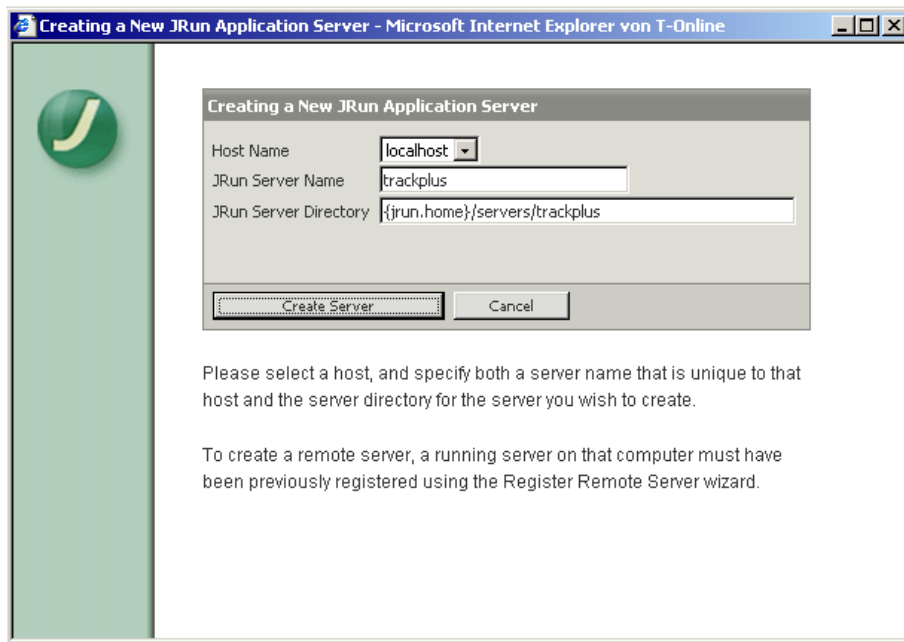 Creating a New JRun Application Server - Microsoft Internet Explorer von T-Online
Creating a New JRun Application Server
Host Name localhost
JRun Server Name trackplus
JRun Server Directory {jrun.home}/servers/trackplus
Create Server Cancel
Please select a host, and specify both a server name that is unique to that
host and the server directory for the server you wish to create.
To create a remote server, a running server on that computer must have
been previously registered using the Register Remote Server wizard.